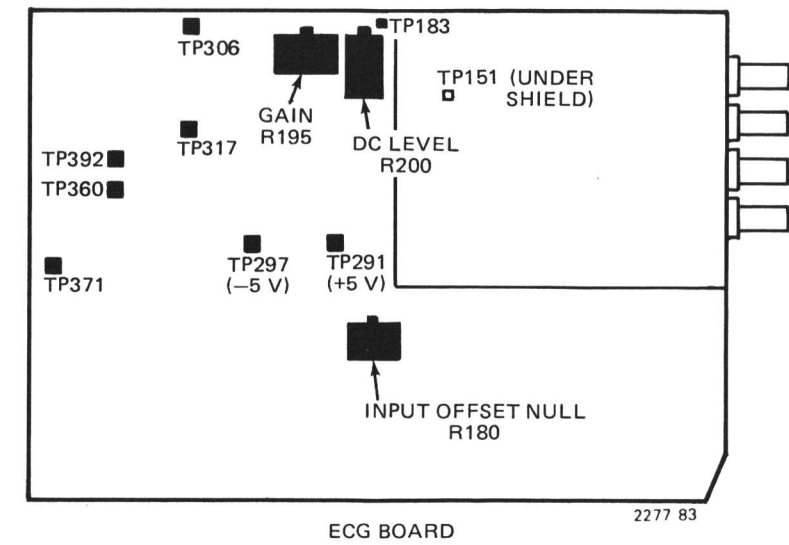 TP183
TP306
TP151 (UNDER
SHIELD)
GAIN
R195
DC LEVEL
R200
TP317
TP392
TP360
TP371
TP297
(−5 V)
TP291
(+5 V)
INPUT OFFSET NULL
R180
2277 83
ECG BOARD